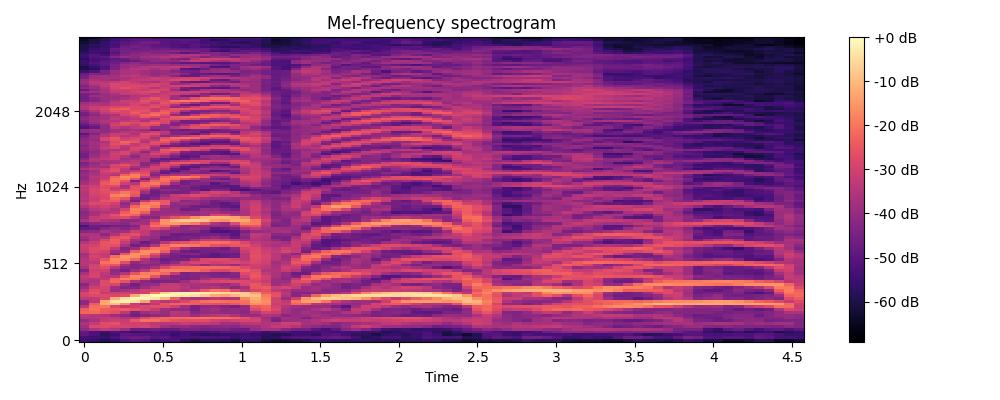 Mel-frequency spectrogram
Hz
2048
1024
512
0
0 0.5 1 1.5 2 2.5 3 3.5 4 4.5
Time
+0 dB
-10 dB
-20 dB
-30 dB
-40 dB
-50 dB
-60 dB